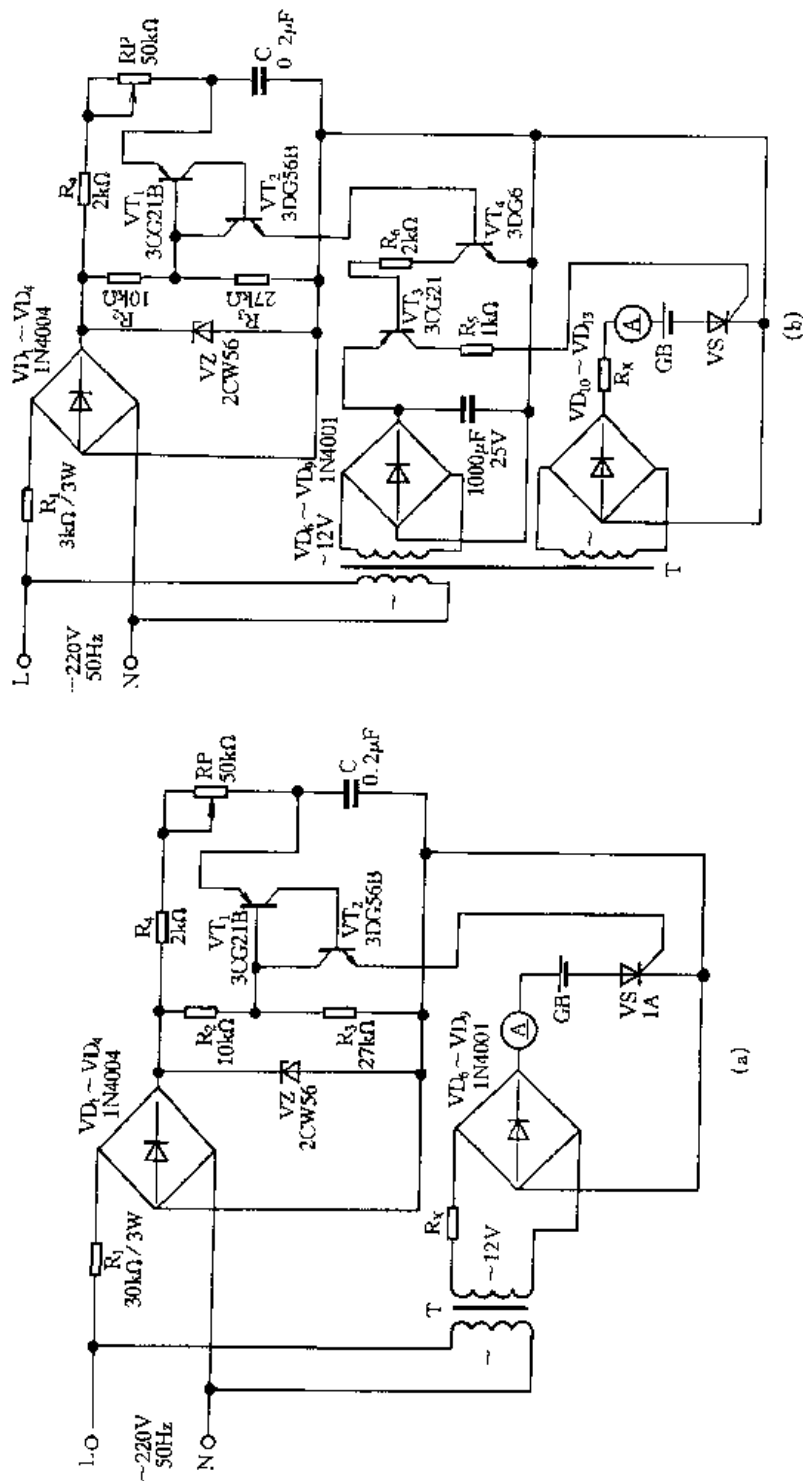 L
~220V
50Hz
N
R1
30kΩ/3W
VD1~VD4
1N4004
R4
2kΩ
RP
50kΩ
R2
10kΩ
VT1
3CG21B
VT2
3DG56B
C
0.2μF
VZ
2CW56
R3
27kΩ
T
~
~12V
RX
VD6~VD9
1N4001
A
GB
VS
1A
(a)
L
~220V
50Hz
N
R1
3kΩ/3W
VD1~VD4
1N4004
2kΩ
RP
50kΩ
R2
10kΩ
VT1
3CG21B
VT2
3DG56B
C
0 2μF
VZ
2CW56
R3
27kΩ
~
T
~12V
VD6~VD9
1N4001
1000μF
25V
VT3
3CG21
R6
2kΩ
VT4
3DG6
R5
1kΩ
~
VD10~VD13
RX
A
GB
VS
(b)